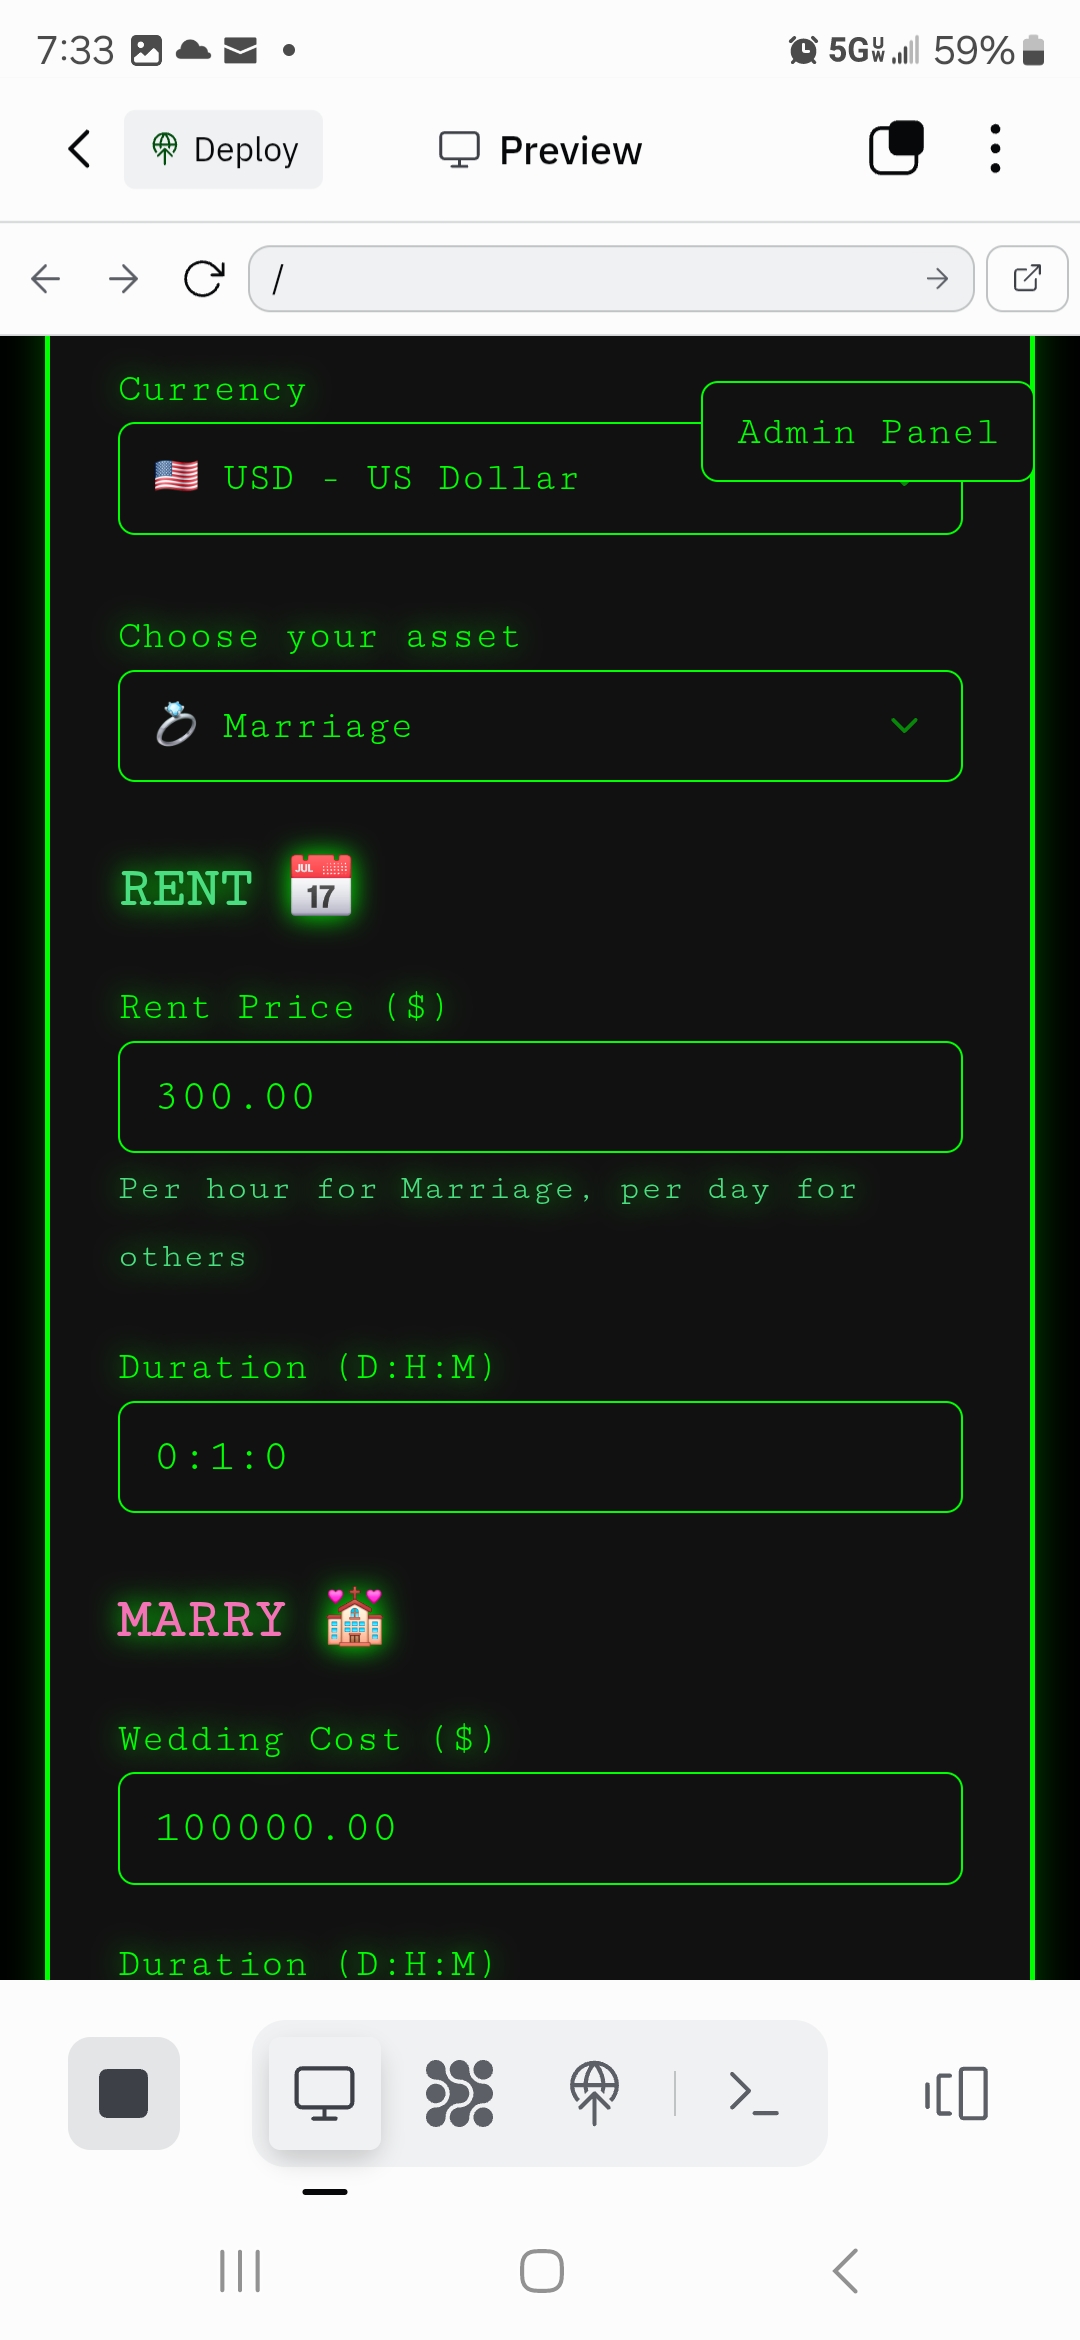 7:33
5G UW 59%
Deploy
Preview
/
Currency
Admin Panel
🇺🇸 USD - US Dollar
Choose your asset
💍 Marriage
RENT 📅
Rent Price ($)
300.00
Per hour for Marriage, per day for
others
Duration (D:H:M)
0:1:0
MARRY 💒
Wedding Cost ($)
100000.00
Duration (D:H:M)